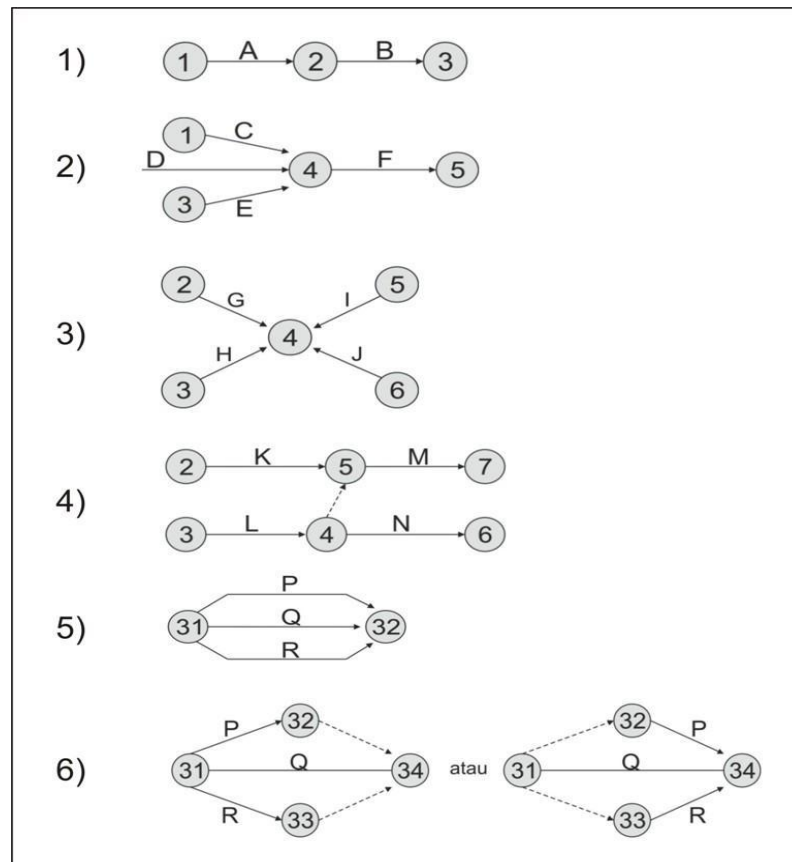 1) 1 A 2 B 3
1 C
2) D 4 F 5
3 E
2 5
G I
3) 4
H J
3 6
2 K 5 M 7
4)
3 L 4 N 6
P
5) 31 Q 32
R
P 32 32 P
6) 31 Q 34 atau 31 Q 34
R 33 33 R